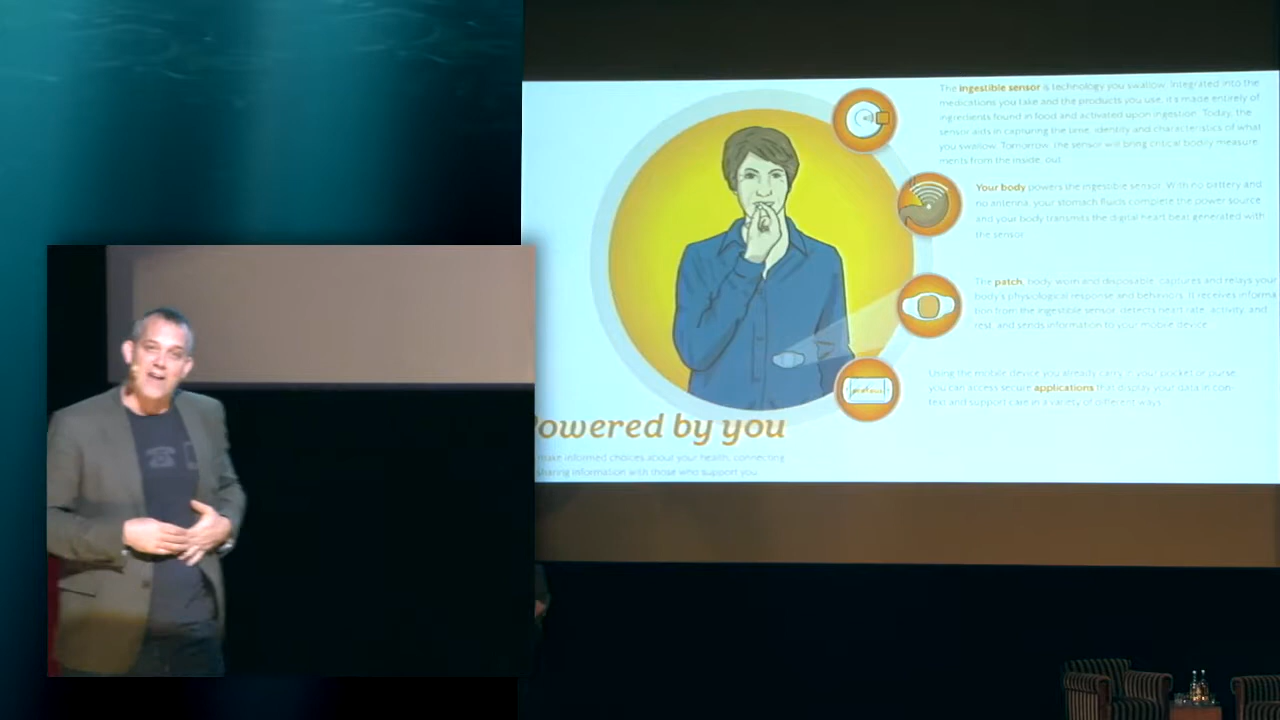 The ingestible sensor is technology you swallow. Integrated into the
medications you take and the products you use, it's made entirely of
ingredients found in food and activated upon ingestion. Today, the
sensor aids in capturing the time, identity and characteristics of what
you swallow. Tomorrow, the sensor will bring critical bodily measure
ments from the inside, out.
Your body powers the ingestible sensor. With no battery and
no antenna, your stomach fluids complete the power source
and your body transmits the digital heart beat generated with
the sensor.
The patch, body worn and disposable, captures and relays your
body's physiological response and behaviors. It receives informa
tion from the ingestible sensor, detects heart rate, activity, and
rest, and sends information to your mobile device.
Using the mobile device you already carry in your pocket or purse,
you can access secure applications that display your data in con-
text and support care in a variety of different ways.
Powered by you
make informed choices about your health, connecting
sharing information with those who support you